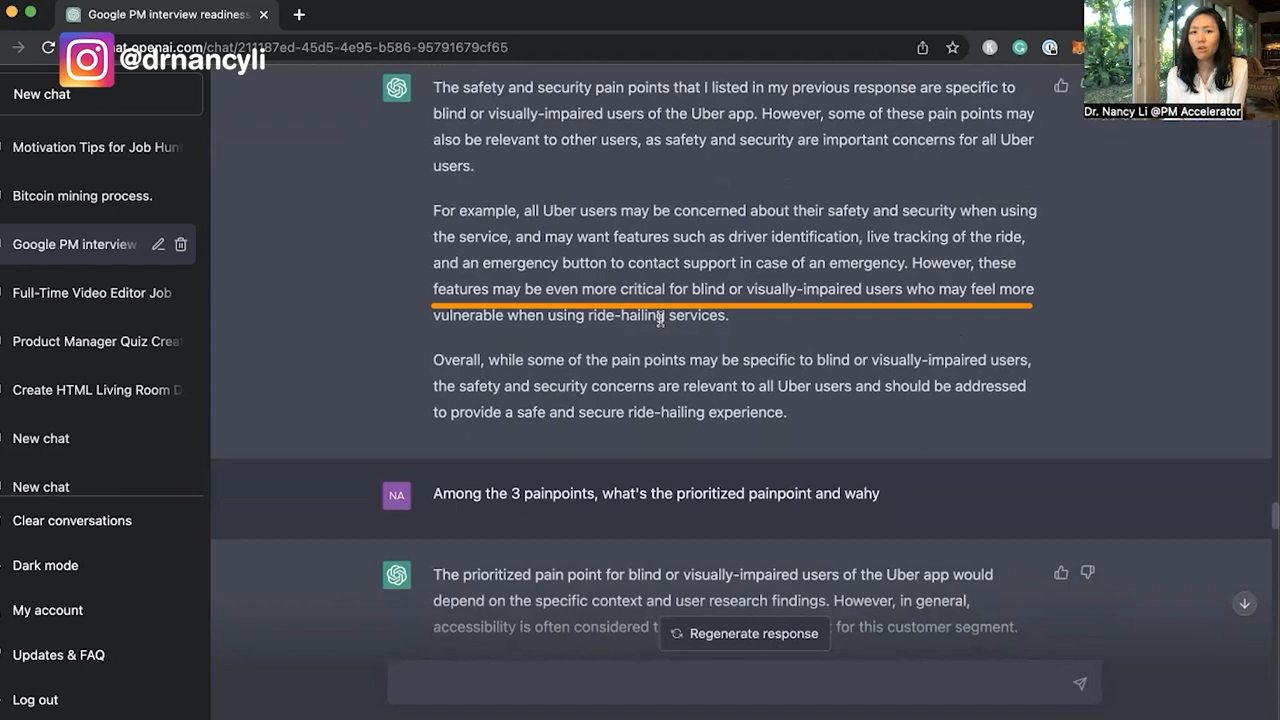 Google PM interview readiness
chat.openai.com/chat/211187ed-45d5-4e95-b586-95791679cf65
@drnancyli
Dr. Nancy Li @PM Accelerator
New chat
Motivation Tips for Job Hun
Bitcoin mining process.
Google PM interview
Full-Time Video Editor Job
Product Manager Quiz Crea
Create HTML Living Room D
New chat
New chat
Clear conversations
Dark mode
My account
Updates & FAQ
Log out
The safety and security pain points that I listed in my previous response are specific to
blind or visually-impaired users of the Uber app. However, some of these pain points may
also be relevant to other users, as safety and security are important concerns for all Uber
users.
For example, all Uber users may be concerned about their safety and security when using
the service, and may want features such as driver identification, live tracking of the ride,
and an emergency button to contact support in case of an emergency. However, these
features may be even more critical for blind or visually-impaired users who may feel more
vulnerable when using ride-hailing services.
Overall, while some of the pain points may be specific to blind or visually-impaired users,
the safety and security concerns are relevant to all Uber users and should be addressed
to provide a safe and secure ride-hailing experience.
NA
Among the 3 painpoints, what's the prioritized painpoint and wahy
The prioritized pain point for blind or visually-impaired users of the Uber app would
depend on the specific context and user research findings. However, in general,
accessibility is often considered t for this customer segment.
Regenerate response